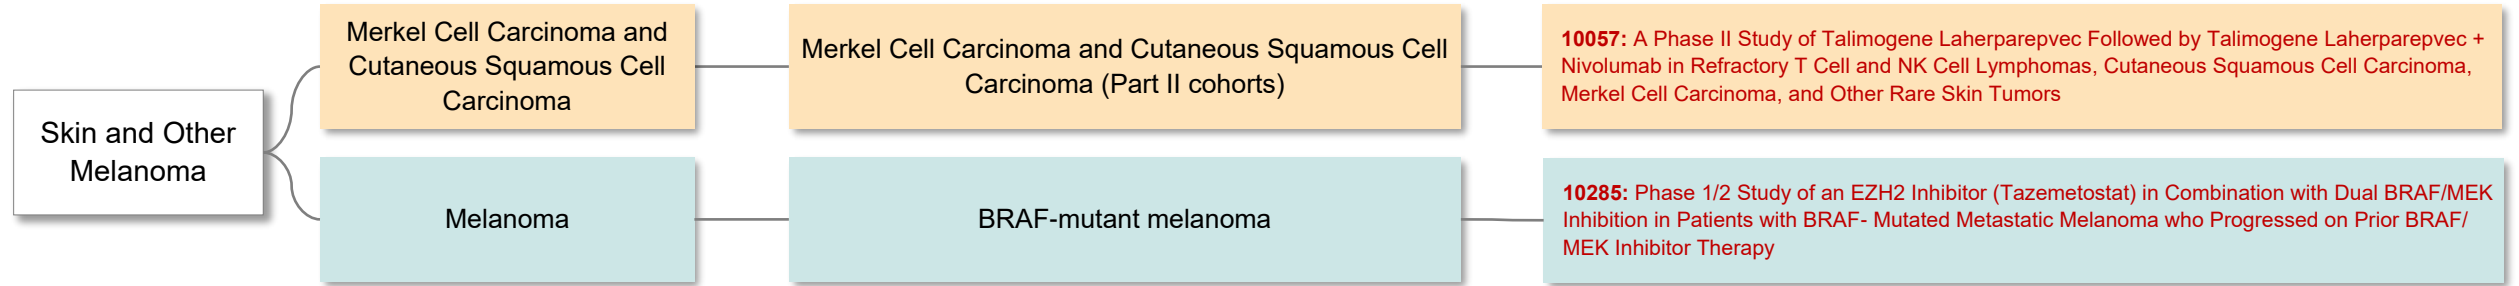 Skin and Other
Melanoma
Merkel Cell Carcinoma and
Cutaneous Squamous Cell
Carcinoma
Merkel Cell Carcinoma and Cutaneous Squamous Cell
Carcinoma (Part II cohorts)
10057: A Phase II Study of Talimogene Laherparepvec Followed by Talimogene Laherparepvec +
Nivolumab in Refractory T Cell and NK Cell Lymphomas, Cutaneous Squamous Cell Carcinoma,
Merkel Cell Carcinoma, and Other Rare Skin Tumors
Melanoma
BRAF-mutant melanoma
10285: Phase 1/2 Study of an EZH2 Inhibitor (Tazemetostat) in Combination with Dual BRAF/MEK
Inhibition in Patients with BRAF- Mutated Metastatic Melanoma who Progressed on Prior BRAF/
MEK Inhibitor Therapy